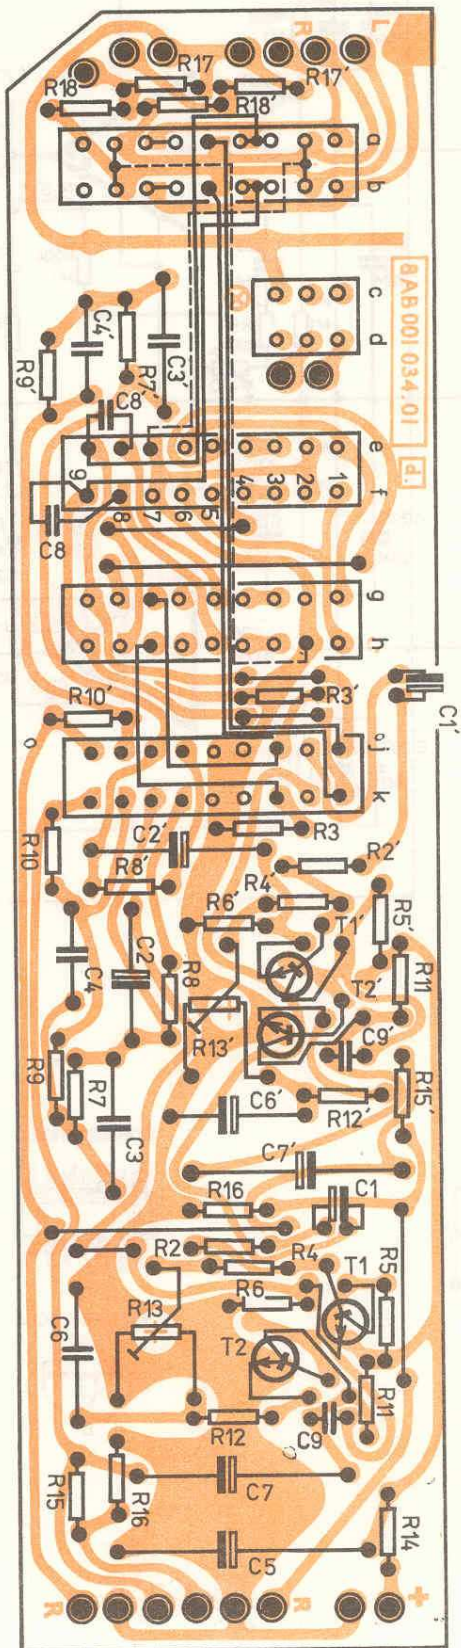 R L
R17
R17'
R18
R18'
a
b
8AB 001 034.01 d.
c
d
R9'
C4'
R7'
C3'
C8'
e
f
9 8 7 6 5 4 3 2 1
C8
g
h
R10'
R3'
C1'
j
k
R10
C2'
R3
R8'
R2'
R6'
R4'
T1'
R5'
C4
C2
R8
R13'
T2'
R11
C9'
R9
R7
C3
C6'
R12'
R15'
C7'
R16
C1
R2
R4
T1
R5
R6
R13
C6
T2
R11
R12
C9
R15
R16
C7
C5
R14
R R +